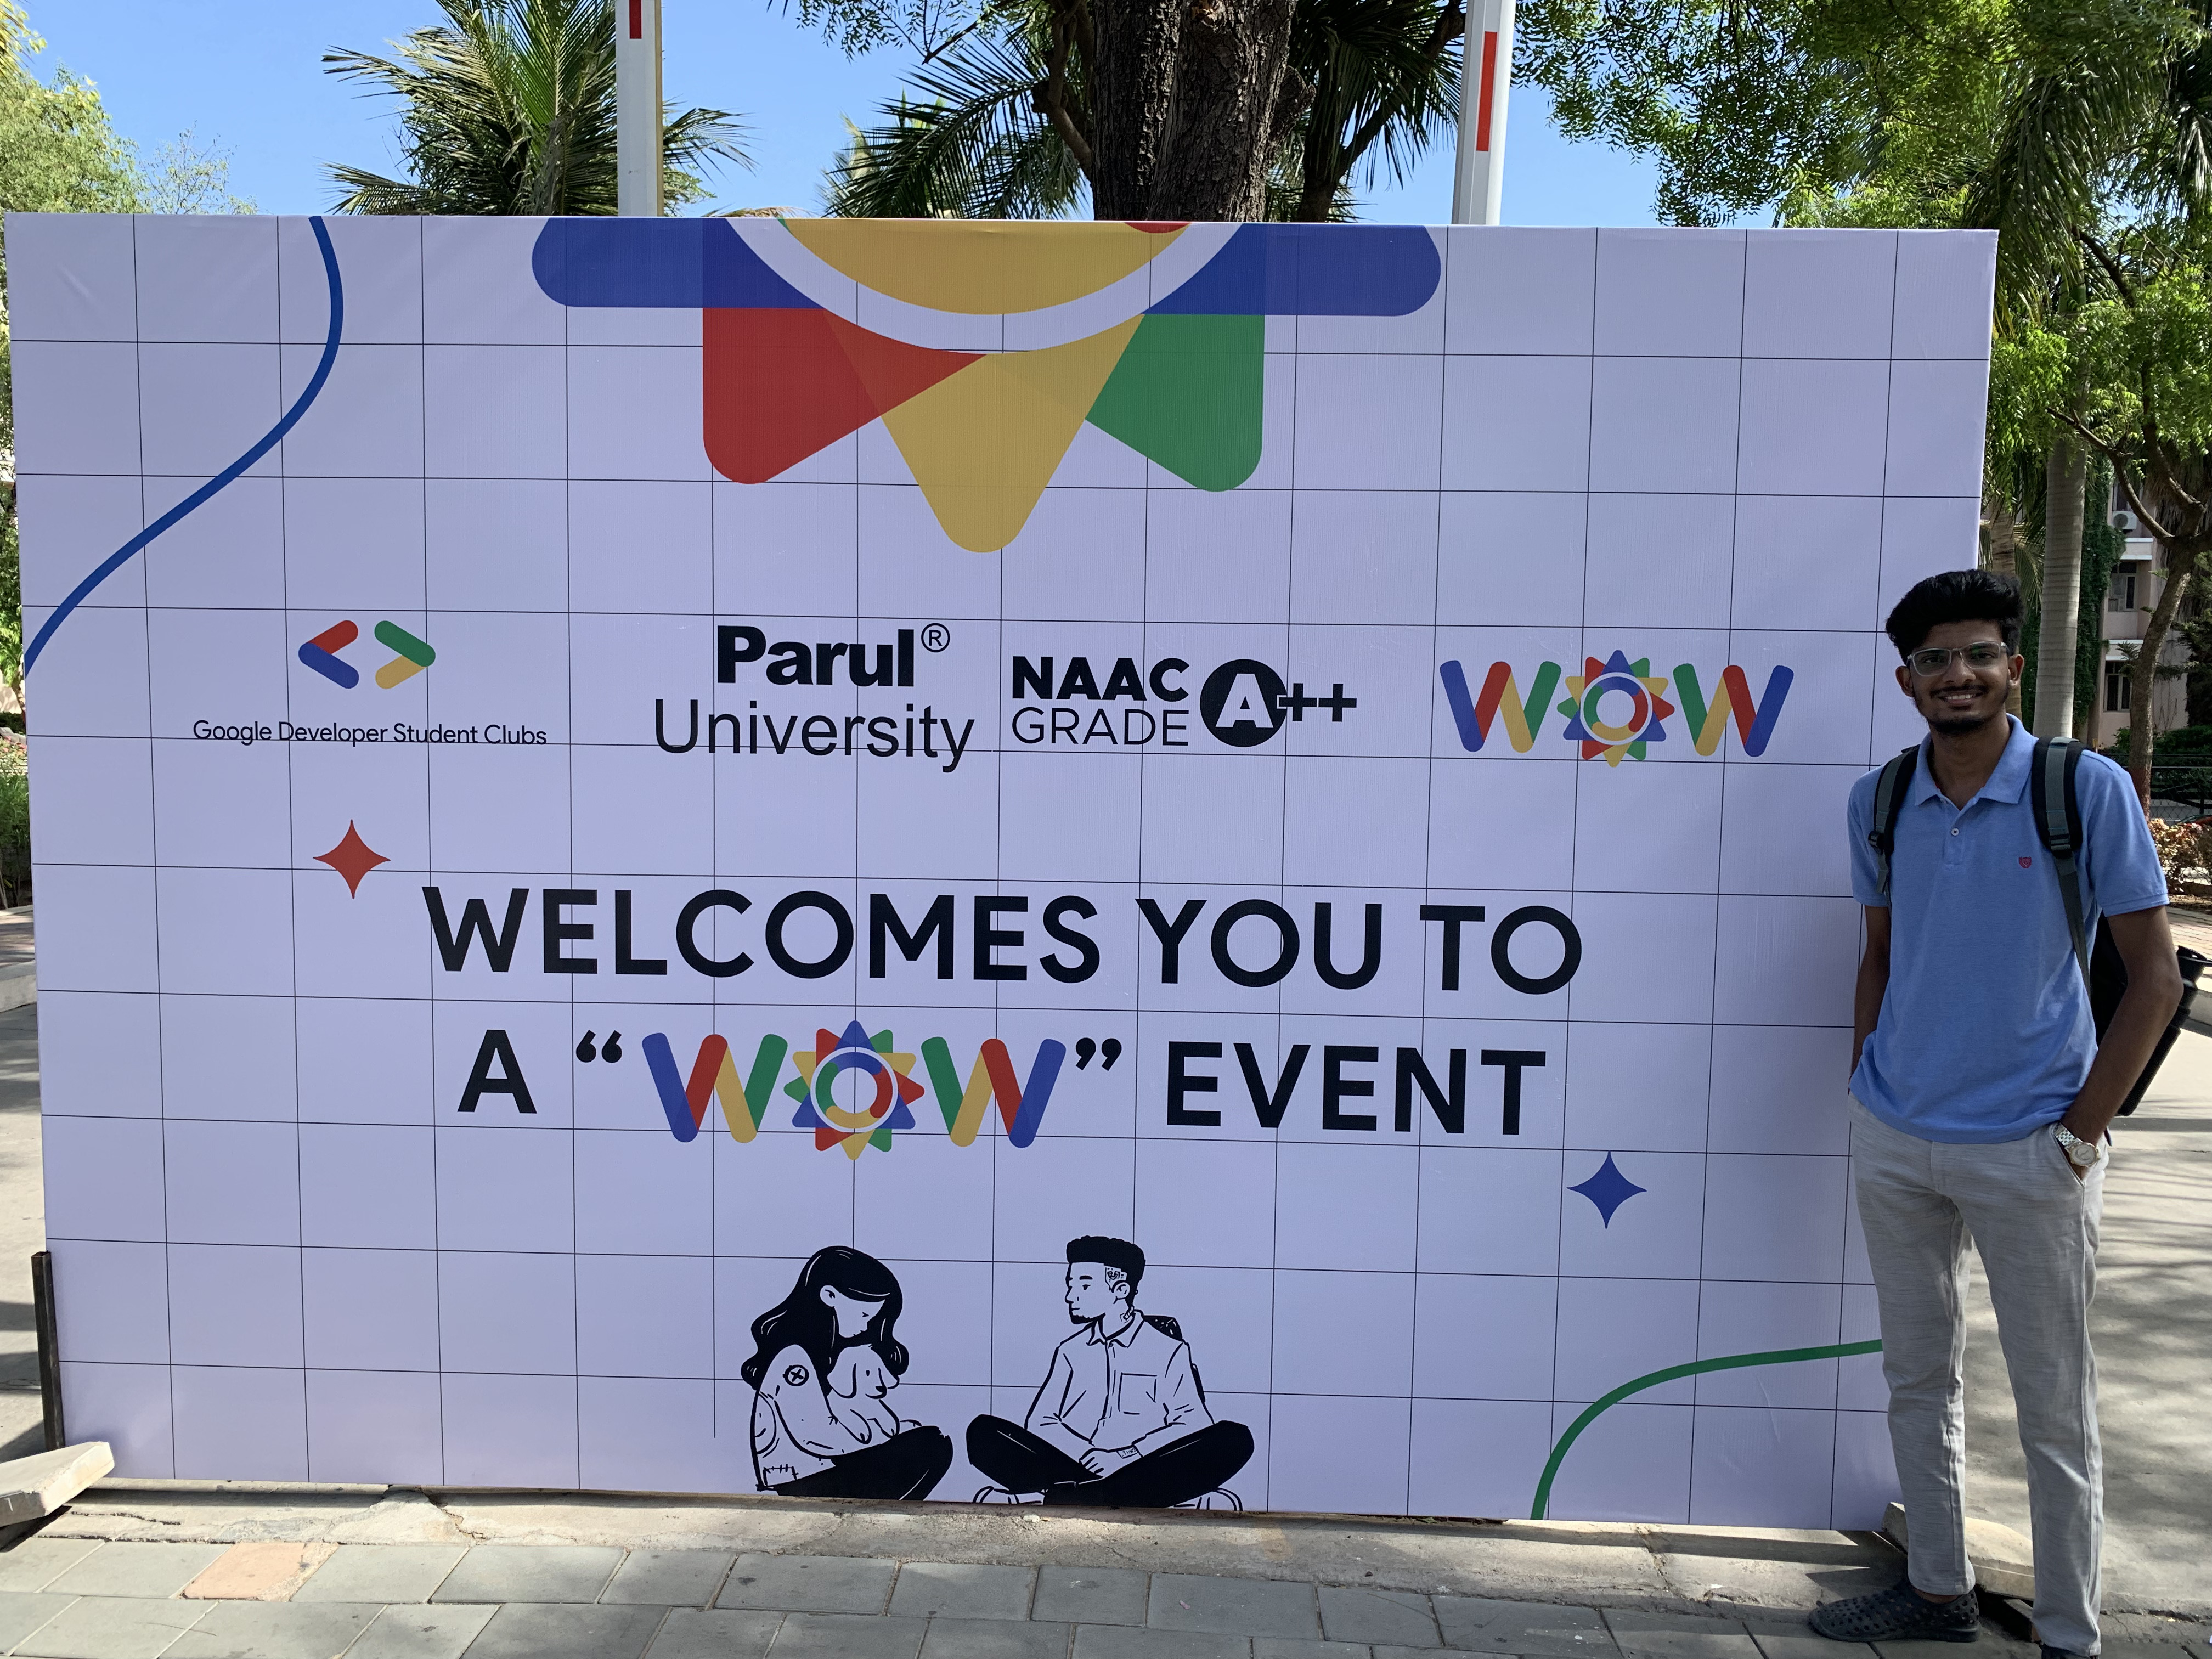 Google Developer Student Clubs
Parul®
University
NAAC
GRADE
A++
WOW
WELCOMES YOU TO
A “WOW” EVENT